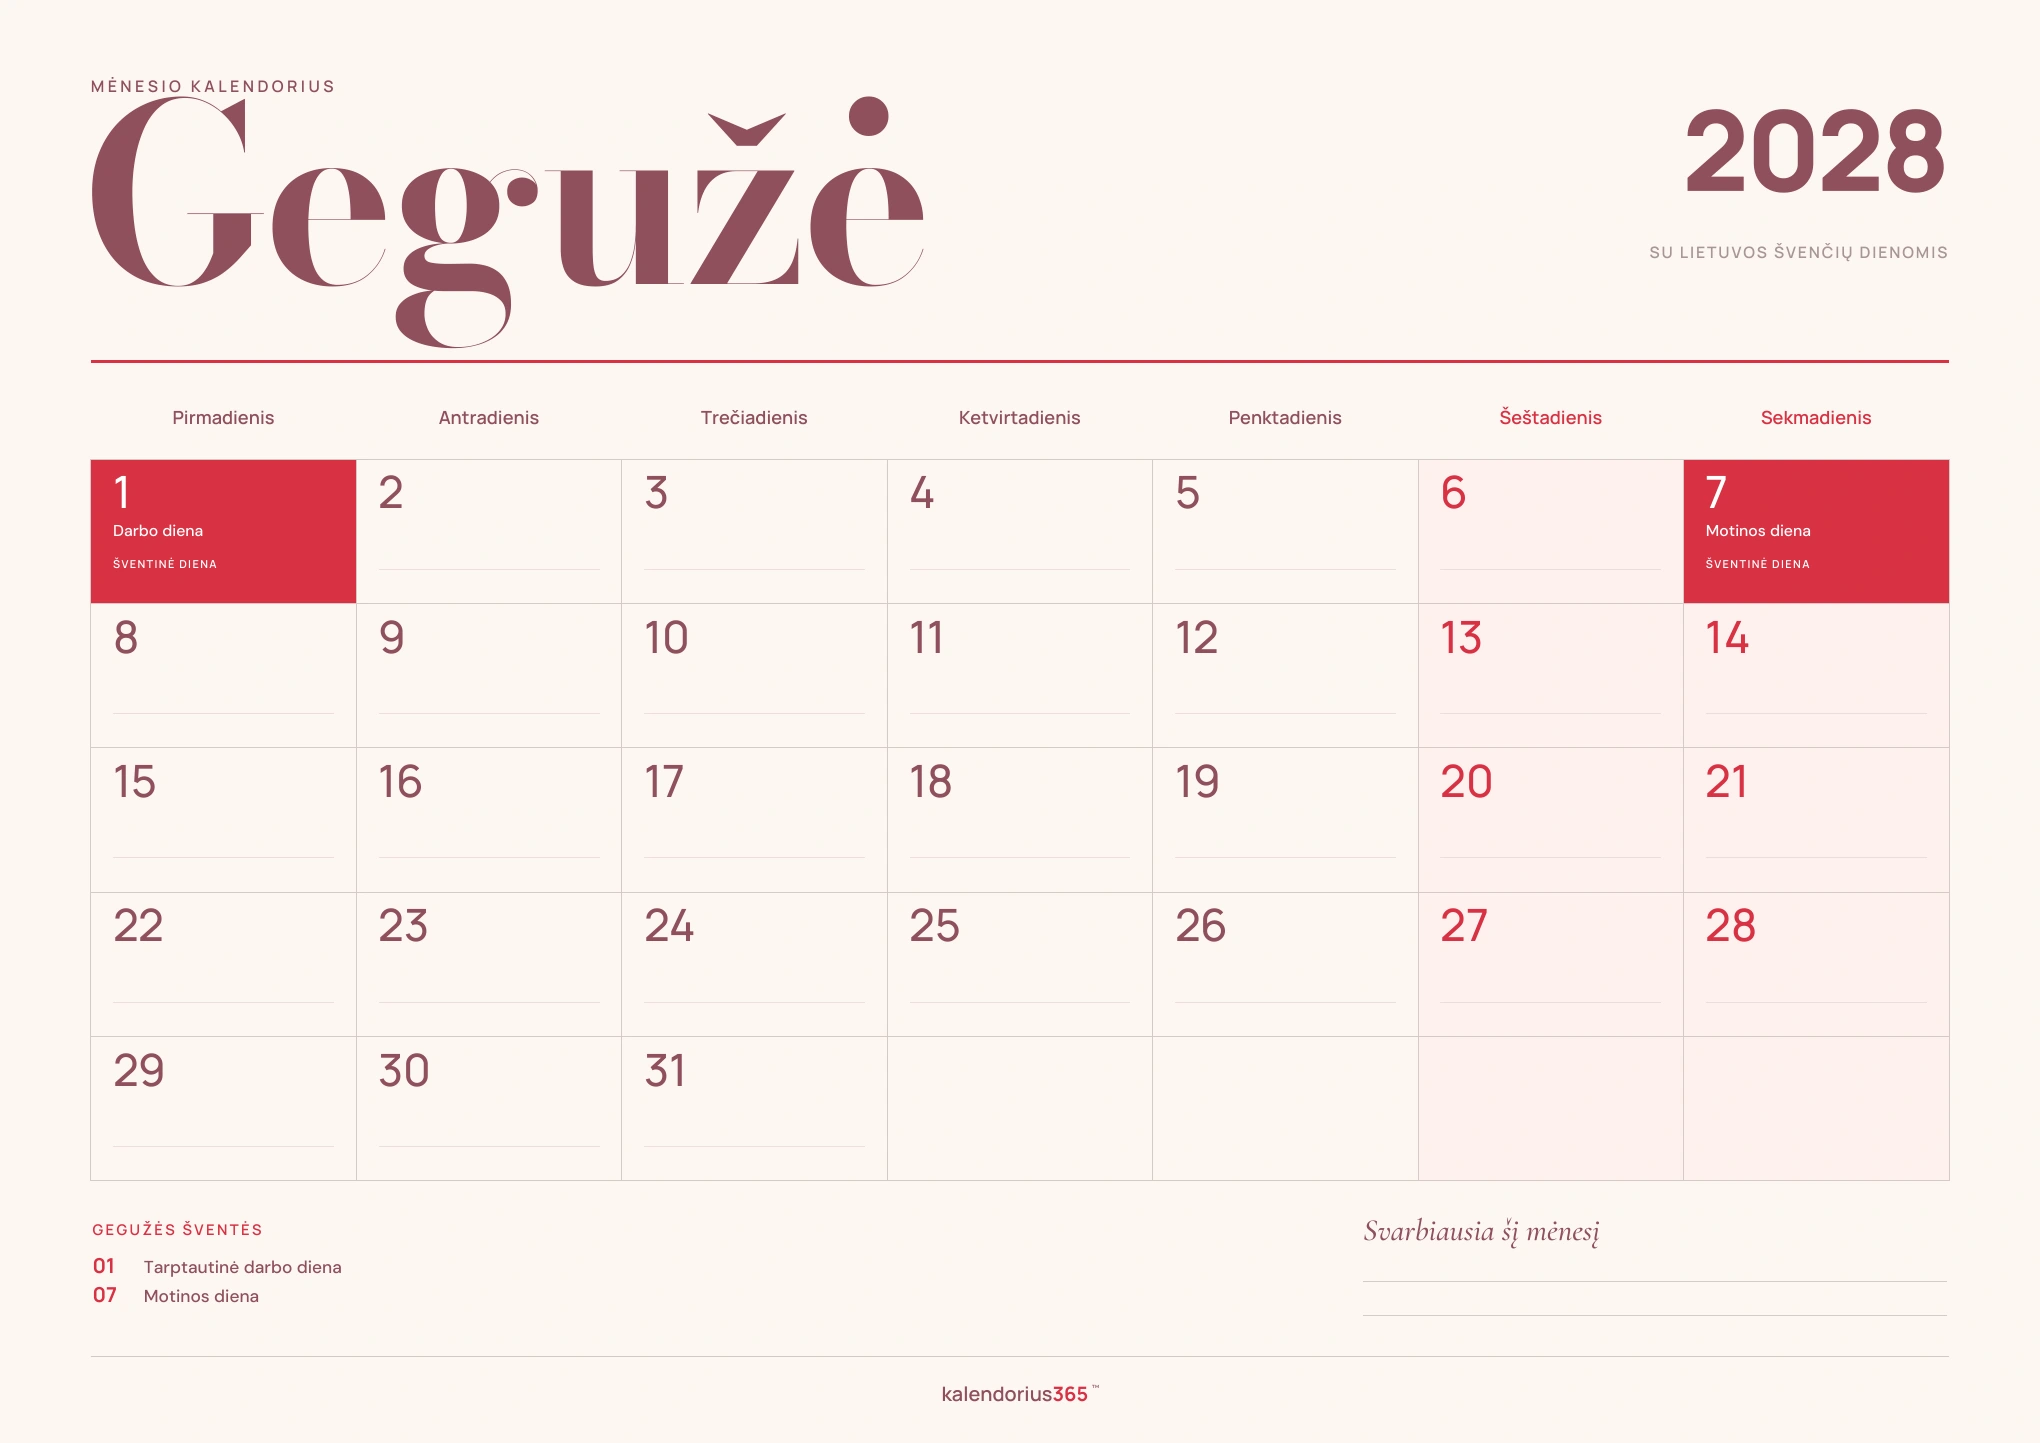 MĖNESIO KALENDORIUS
Gegužė
2028
SU LIETUVOS ŠVENČIŲ DIENOMIS
Pirmadienis Antradienis Trečiadienis Ketvirtadienis Penktadienis Šeštadienis Sekmadienis
1 2 3 4 5 6 7
Darbo diena Motinos diena
ŠVENTINĖ DIENA ŠVENTINĖ DIENA
8 9 10 11 12 13 14
15 16 17 18 19 20 21
22 23 24 25 26 27 28
29 30 31
GEGUŽĖS ŠVENTĖS
01 Tarptautinė darbo diena
07 Motinos diena
Svarbiausia šį mėnesį
kalendorius365™